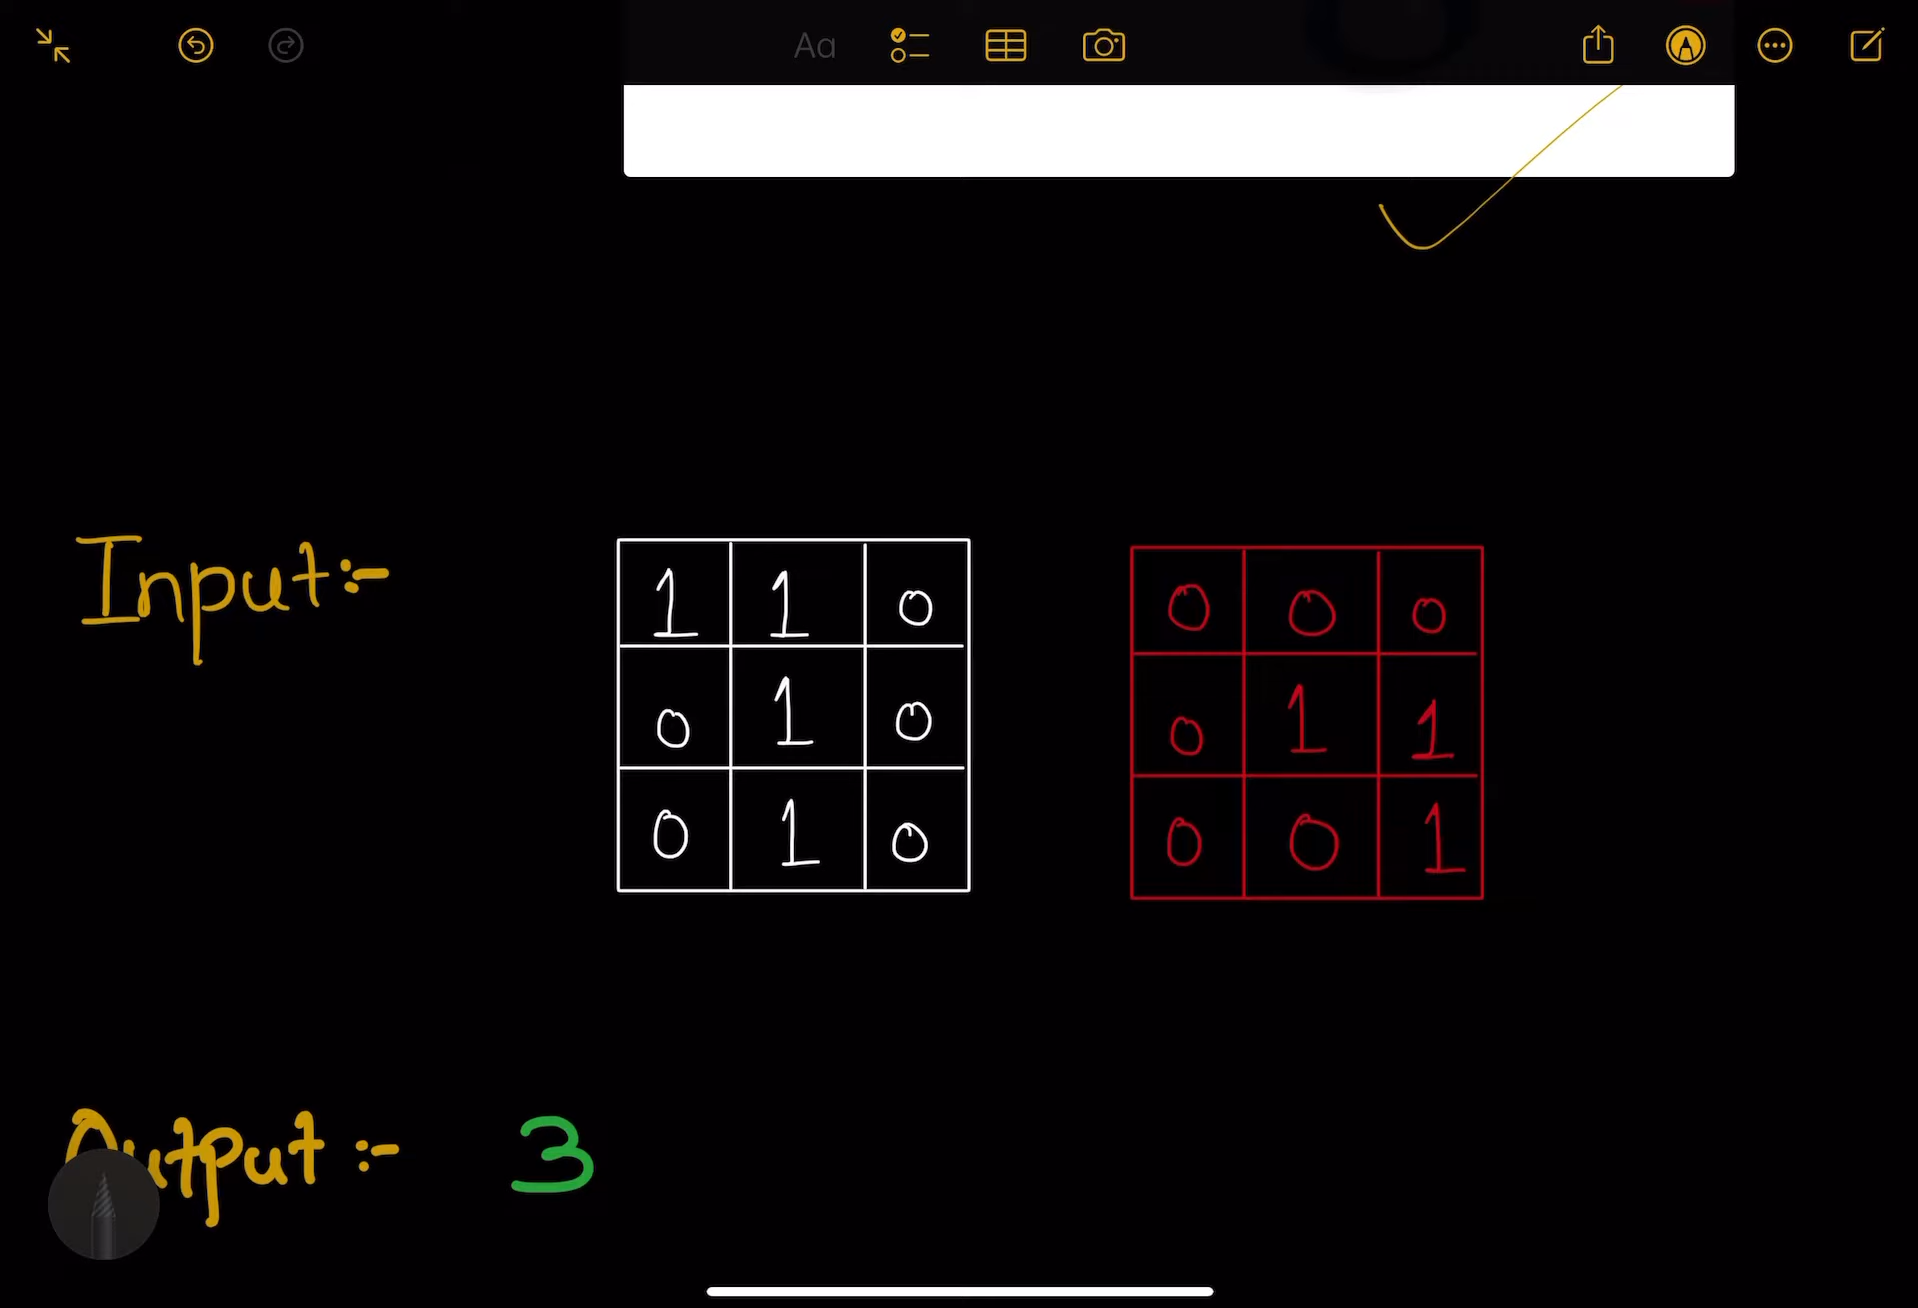 Aa
Input:-
1 1 0 0 0 0
0 1 0 0 1 1
0 1 0 0 0 1
Output :- 3